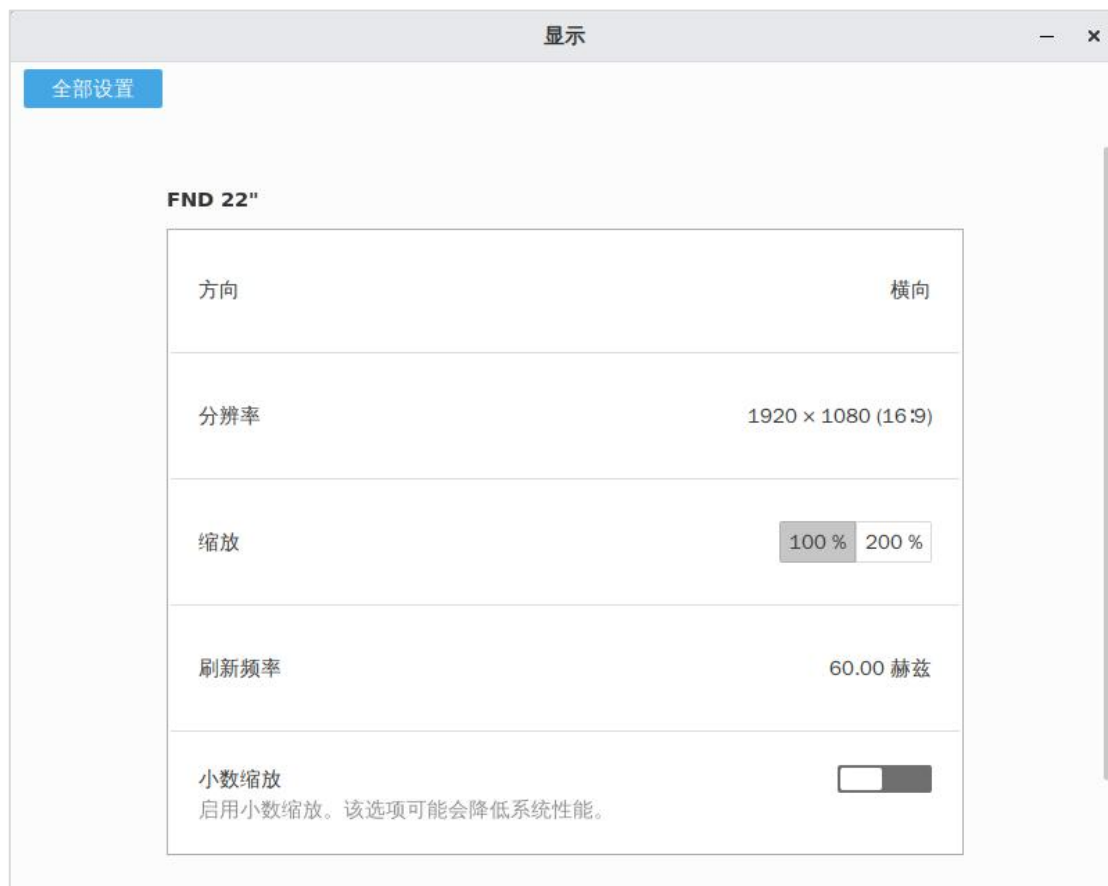 显示
全部设置
FND 22"
方向 横向
分辨率 1920 × 1080 (16∶9)
缩放 100 % 200 %
刷新频率 60.00 赫兹
小数缩放
启用小数缩放。该选项可能会降低系统性能。